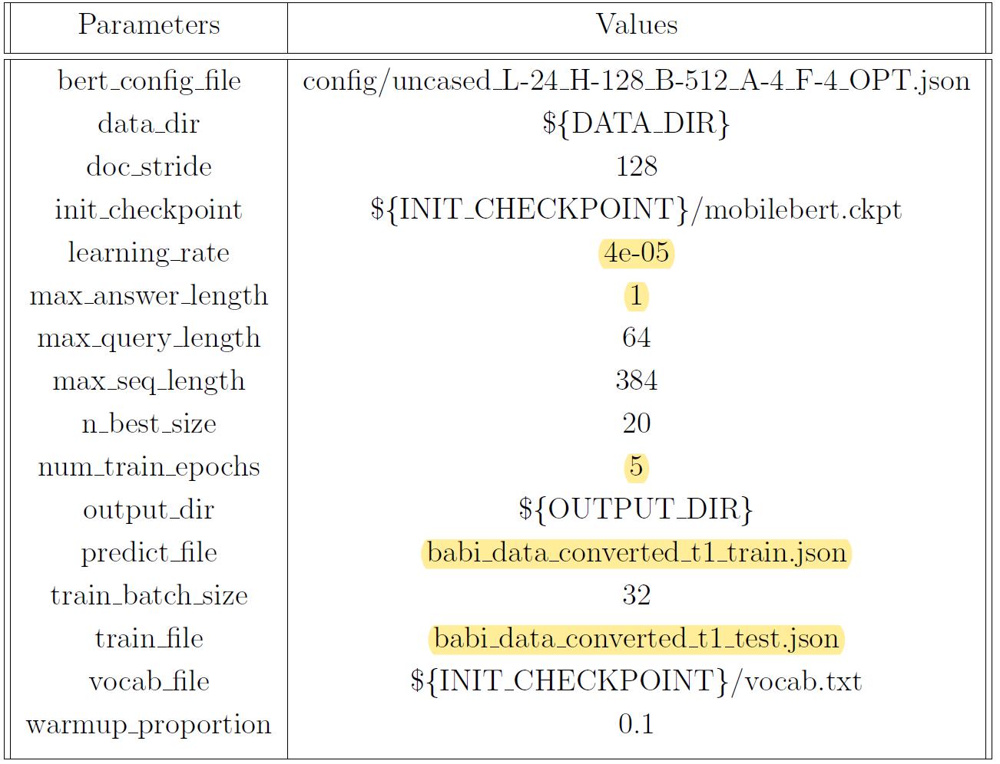 Parameters Values
bert_config_file config/uncased_L-24_H-128_B-512_A-4_F-4_OPT.json
data_dir ${DATA_DIR}
doc_stride 128
init_checkpoint ${INIT_CHECKPOINT}/mobilebert.ckpt
learning_rate 4e-05
max_answer_length 1
max_query_length 64
max_seq_length 384
n_best_size 20
num_train_epochs 5
output_dir ${OUTPUT_DIR}
predict_file babi_data_converted_t1_train.json
train_batch_size 32
train_file babi_data_converted_t1_test.json
vocab_file ${INIT_CHECKPOINT}/vocab.txt
warmup_proportion 0.1